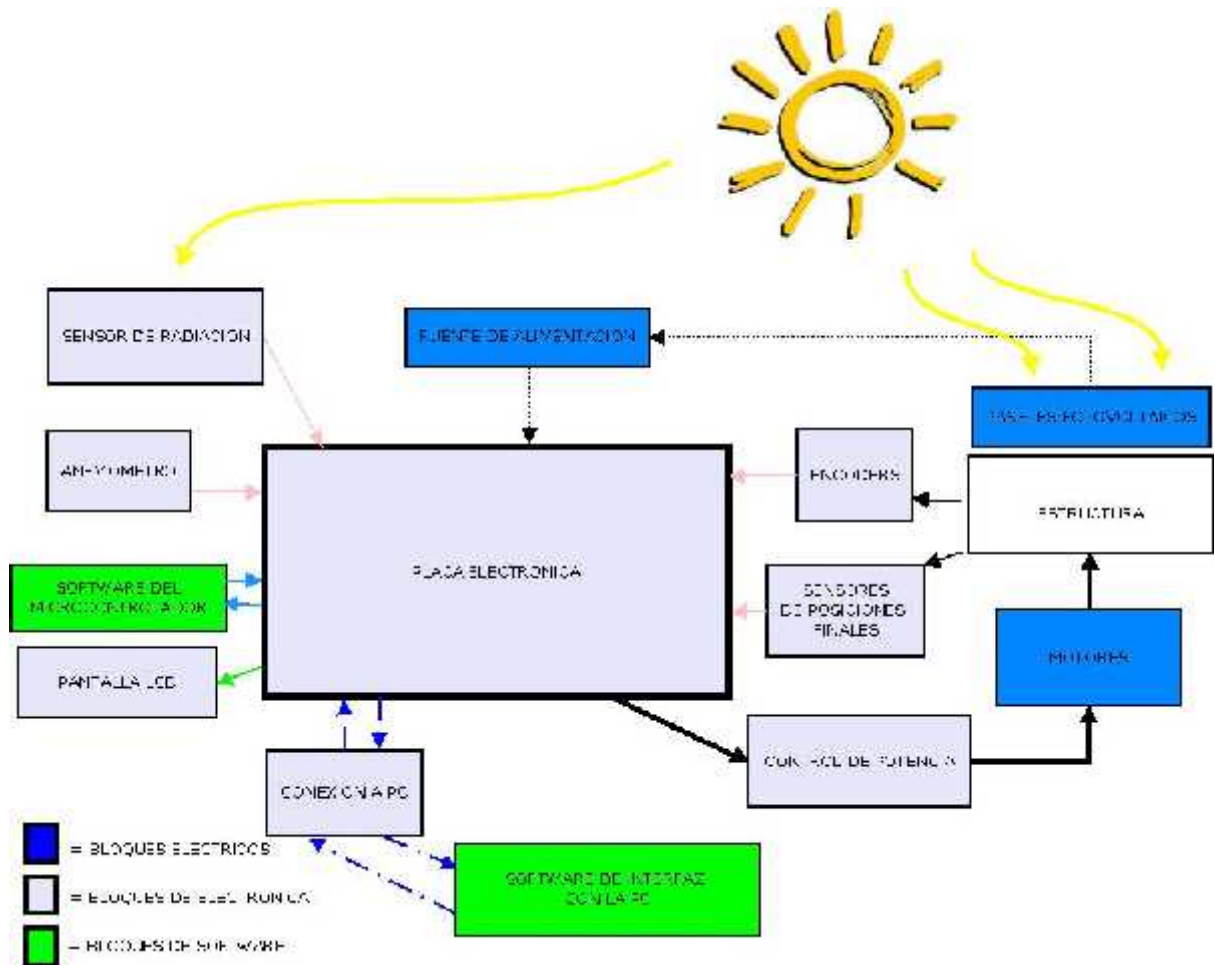 SENSOR DE RADIACION
FUENTE DE ALIMENTACION
PANELES FOTOVOLTAICOS
ANEMOMETRO
ENCODERS
ESTRUCTURA
PLACA ELECTRONICA
SOFTWARE DEL
MICROCONTROLADOR
SENSORES
DE POSICIONES
FINALES
MOTORES
PANTALLA LCD
CONTROL DE POTENCIA
CONEXION A PC
= BLOQUES ELECTRICOS
SOFTWARE DE INTERFAZ
CON LA PC
= BLOQUES DE ELECTRONICA
= BLOQUES DE SOFTWARE